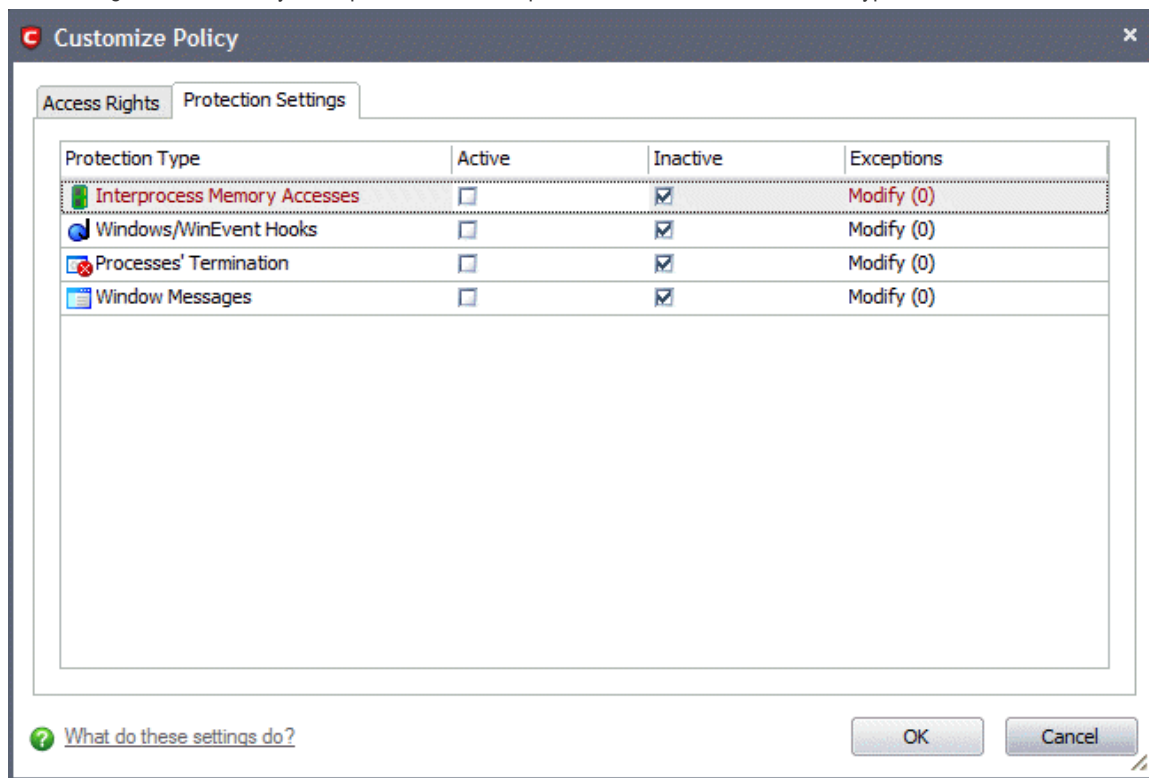 Customize Policy
Access Rights Protection Settings
Protection Type Active Inactive Exceptions
Interprocess Memory Accesses Modify (0)
Windows/WinEvent Hooks Modify (0)
Processes' Termination Modify (0)
Window Messages Modify (0)
What do these settings do? OK Cancel